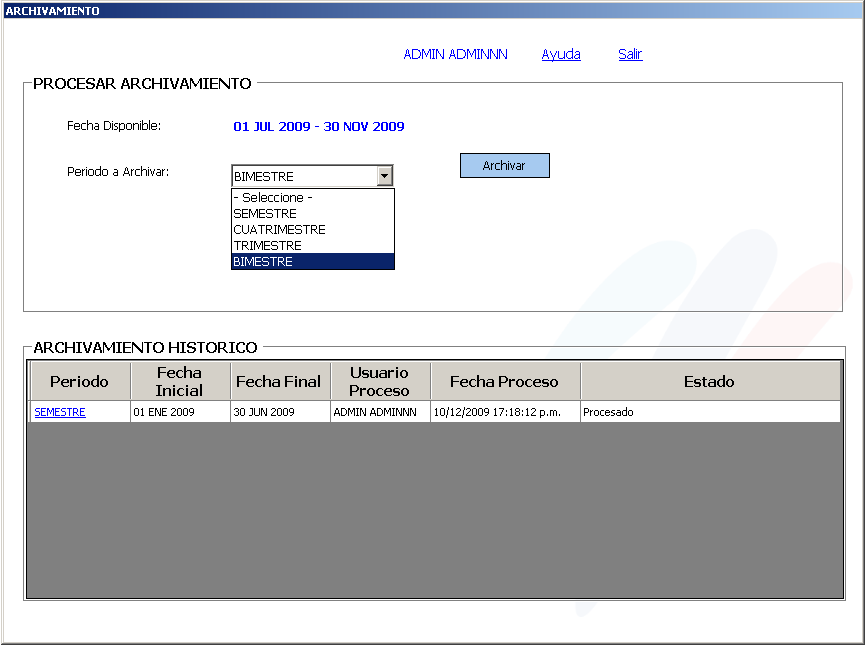 ARCHIVAMIENTO
ADMIN ADMINNN Ayuda Salir
PROCESAR ARCHIVAMIENTO
Fecha Disponible: 01 JUL 2009 - 30 NOV 2009
Periodo a Archivar: BIMESTRE Archivar
- Seleccione -
SEMESTRE
CUATRIMESTRE
TRIMESTRE
BIMESTRE
ARCHIVAMIENTO HISTORICO
Periodo Fecha Inicial Fecha Final Usuario Proceso Fecha Proceso Estado
SEMESTRE 01 ENE 2009 30 JUN 2009 ADMIN ADMINNN 10/12/2009 17:18:12 p.m. Procesado